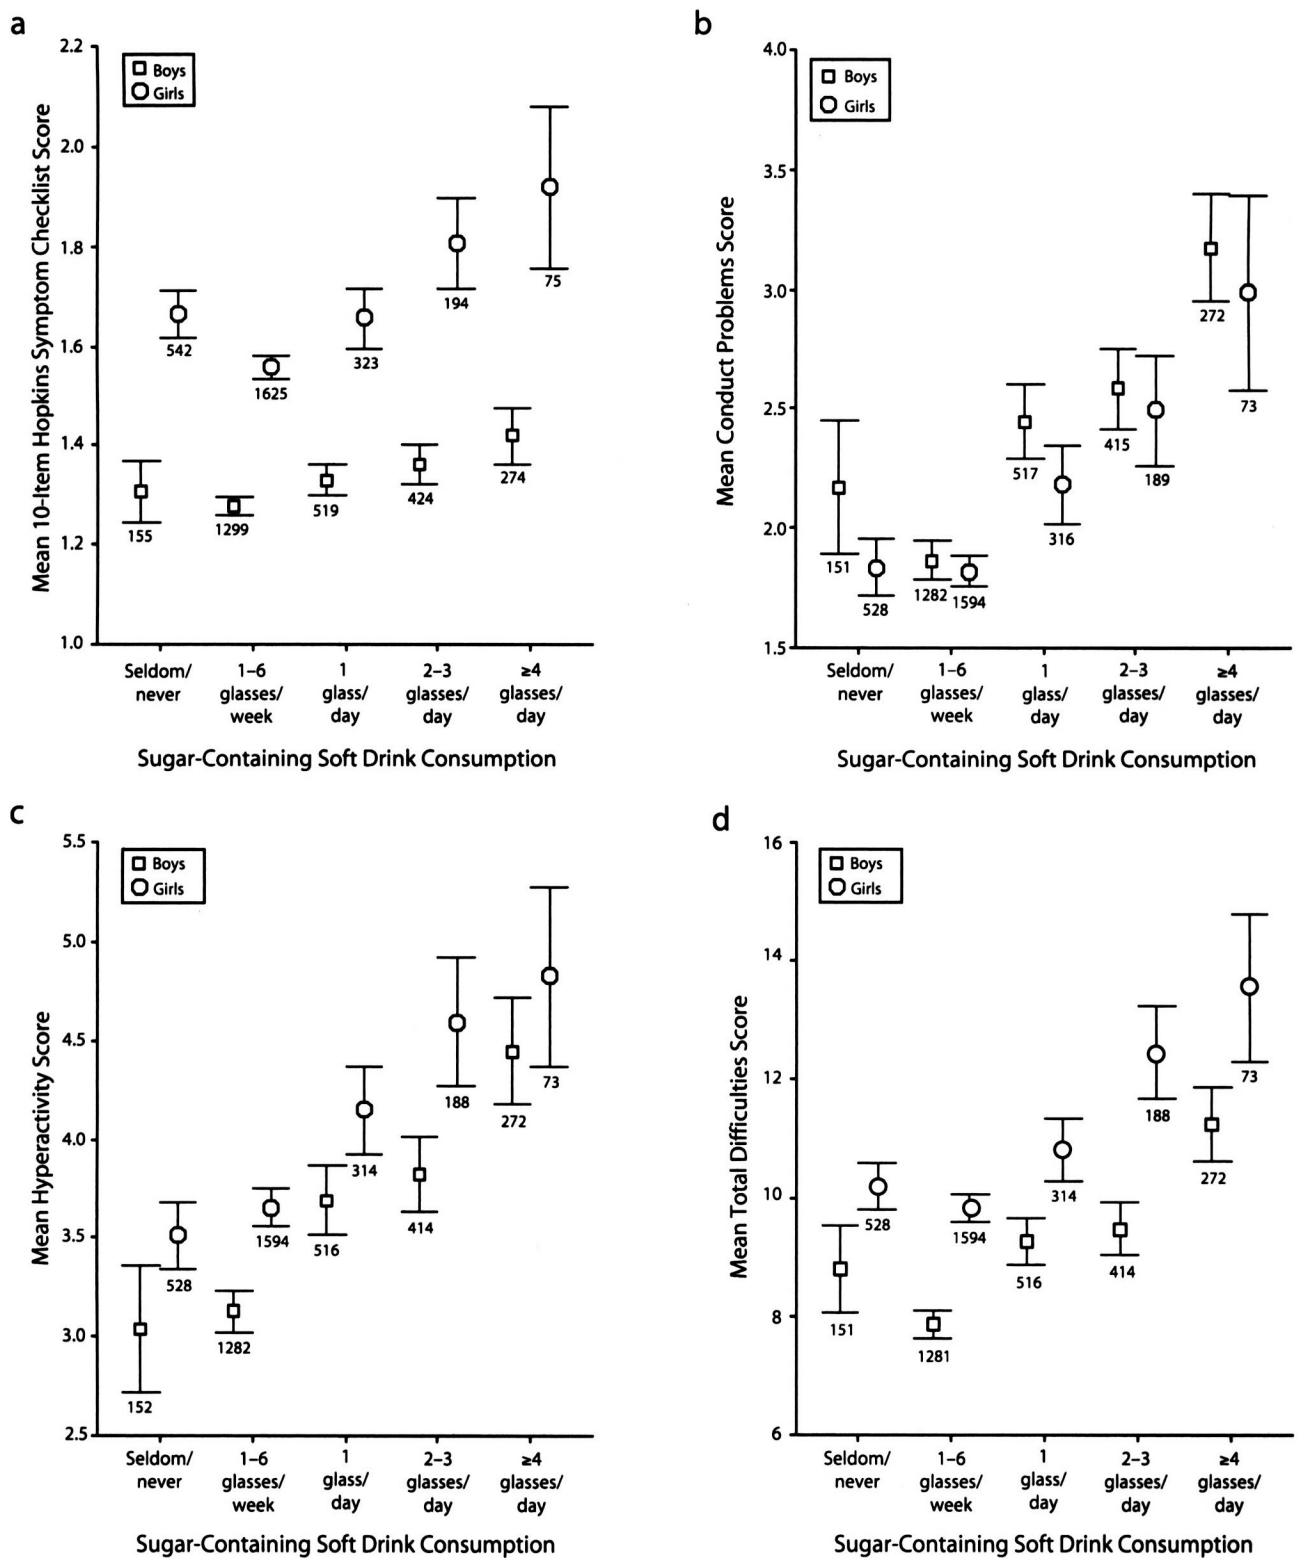 a
2.2
2.0
1.8
1.6
1.4
1.2
1.0
Mean 10-Item Hopkins Symptom Checklist Score
Boys
Girls
542
1625
323
194
75
155
1299
519
424
274
Seldom/ 1–6 1 2–3 ≥4
never glasses/ glass/ glasses/ glasses/
week day day day
Sugar-Containing Soft Drink Consumption
b
4.0
3.5
3.0
2.5
2.0
1.5
Mean Conduct Problems Score
Boys
Girls
151
528
1282
1594
517
316
415
189
272
73
Seldom/ 1–6 1 2–3 ≥4
never glasses/ glass/ glasses/ glasses/
week day day day
Sugar-Containing Soft Drink Consumption
c
5.5
5.0
4.5
4.0
3.5
3.0
2.5
Mean Hyperactivity Score
Boys
Girls
152
528
1282
1594
516
314
414
188
272
73
Seldom/ 1–6 1 2–3 ≥4
never glasses/ glass/ glasses/ glasses/
week day day day
Sugar-Containing Soft Drink Consumption
d
16
14
12
10
8
6
Mean Total Difficulties Score
Boys
Girls
151
528
1281
1594
516
314
414
188
272
73
Seldom/ 1–6 1 2–3 ≥4
never glasses/ glass/ glasses/ glasses/
week day day day
Sugar-Containing Soft Drink Consumption